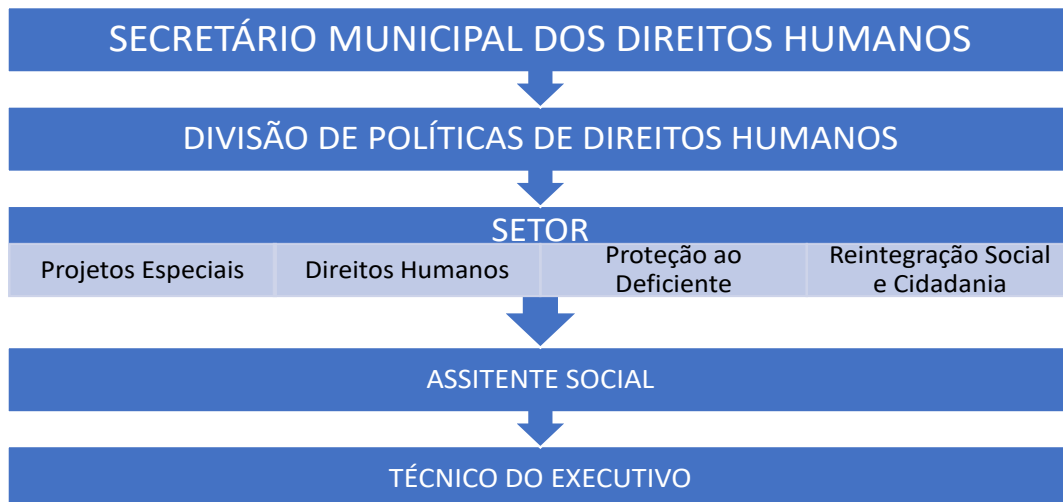 SECRETÁRIO MUNICIPAL DOS DIREITOS HUMANOS
DIVISÃO DE POLÍTICAS DE DIREITOS HUMANOS
SETOR
Projetos Especiais
Direitos Humanos
Proteção ao
Deficiente
Reintegração Social
e Cidadania
ASSITENTE SOCIAL
TÉCNICO DO EXECUTIVO